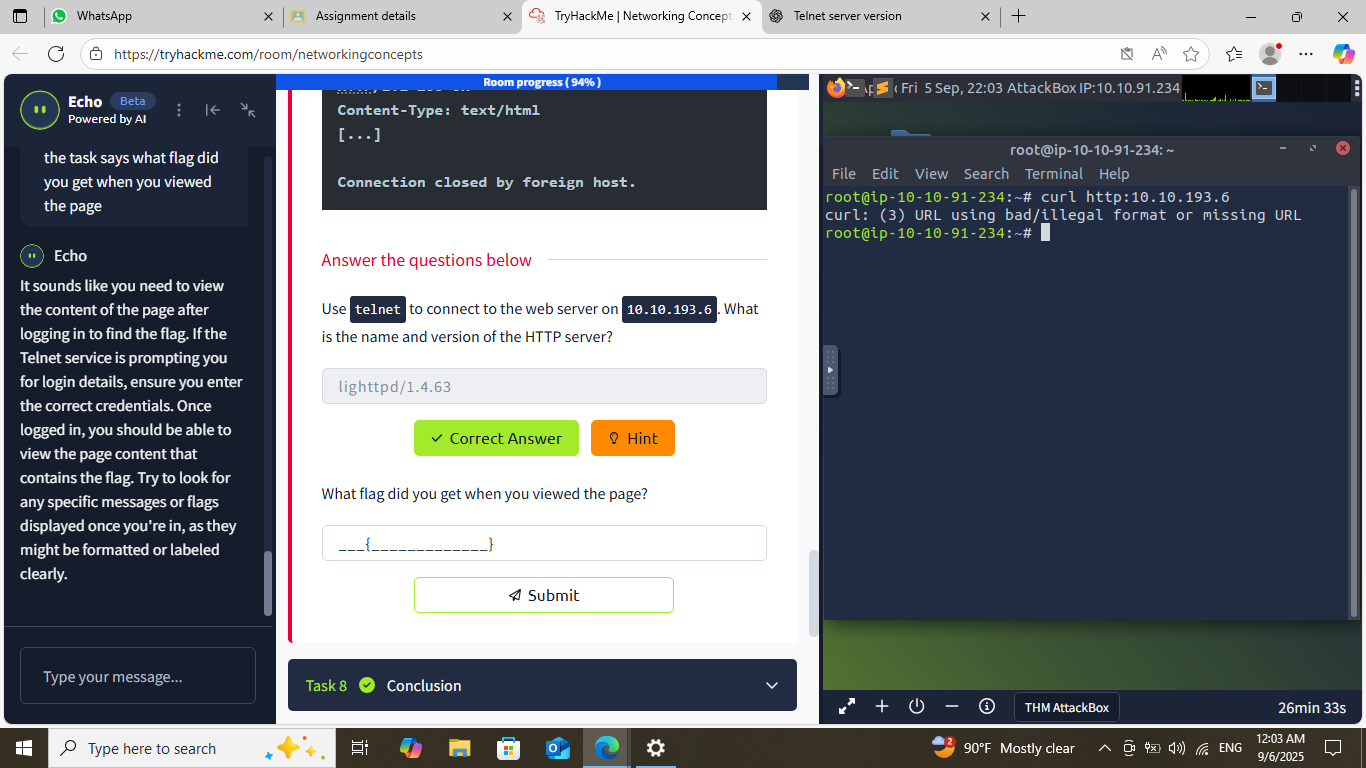 WhatsApp
Assignment details
TryHackMe | Networking Concept
Telnet server version
https://tryhackme.com/room/networkingconcepts
Echo Beta
Powered by AI
the task says what flag did
you get when you viewed
the page
Echo
It sounds like you need to view
the content of the page after
logging in to find the flag. If the
Telnet service is prompting you
for login details, ensure you enter
the correct credentials. Once
logged in, you should be able to
view the page content that
contains the flag. Try to look for
any specific messages or flags
displayed once you're in, as they
might be formatted or labeled
clearly.
Type your message...
Room progress ( 94% )
Content-Type: text/html
[...]
Connection closed by foreign host.
Answer the questions below
Use telnet to connect to the web server on 10.10.193.6. What
is the name and version of the HTTP server?
lighttpd/1.4.63
Correct Answer
Hint
What flag did you get when you viewed the page?
___{_____________}
Submit
Task 8 Conclusion
Fri 5 Sep, 22:03 AttackBox IP:10.10.91.234
root@ip-10-10-91-234: ~
File Edit View Search Terminal Help
root@ip-10-10-91-234:~# curl http:10.10.193.6
curl: (3) URL using bad/illegal format or missing URL
root@ip-10-10-91-234:~#
THM AttackBox
26min 33s
Type here to search
2
90°F Mostly clear
ENG
12:03 AM
9/6/2025